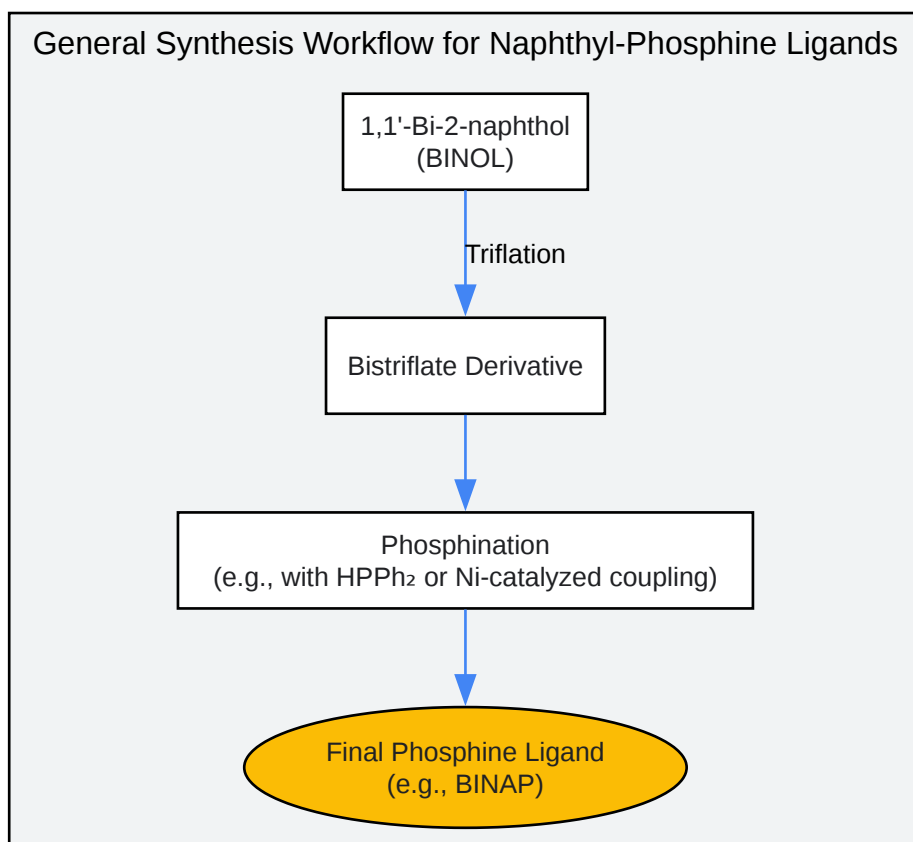 General Synthesis Workflow for Naphthyl-Phosphine Ligands
1,1'-Bi-2-naphthol
(BINOL)
Triflation
Bistriflate Derivative
Phosphination
(e.g., with HPPh₂ or Ni-catalyzed coupling)
Final Phosphine Ligand
(e.g., BINAP)